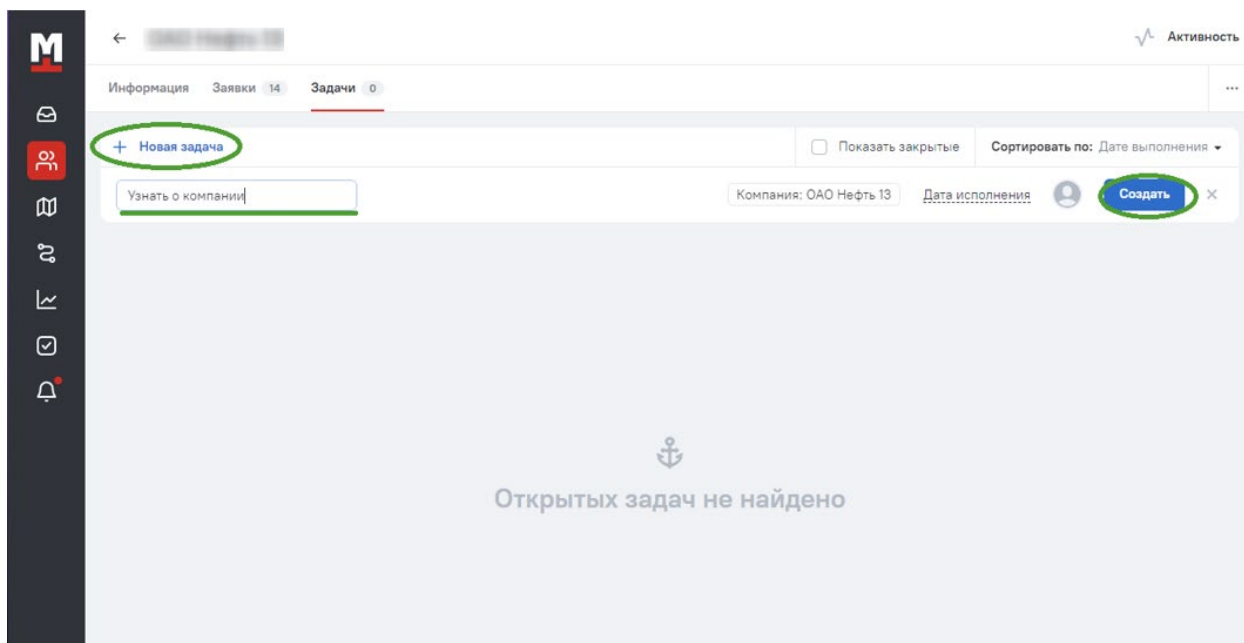 Активность
Информация Заявки 14 Задачи 0
+ Новая задача Показать закрытые Сортировать по: Дате выполнения
Узнать о компании Компания: ОАО Нефть 13 Дата исполнения Создать
Открытых задач не найдено